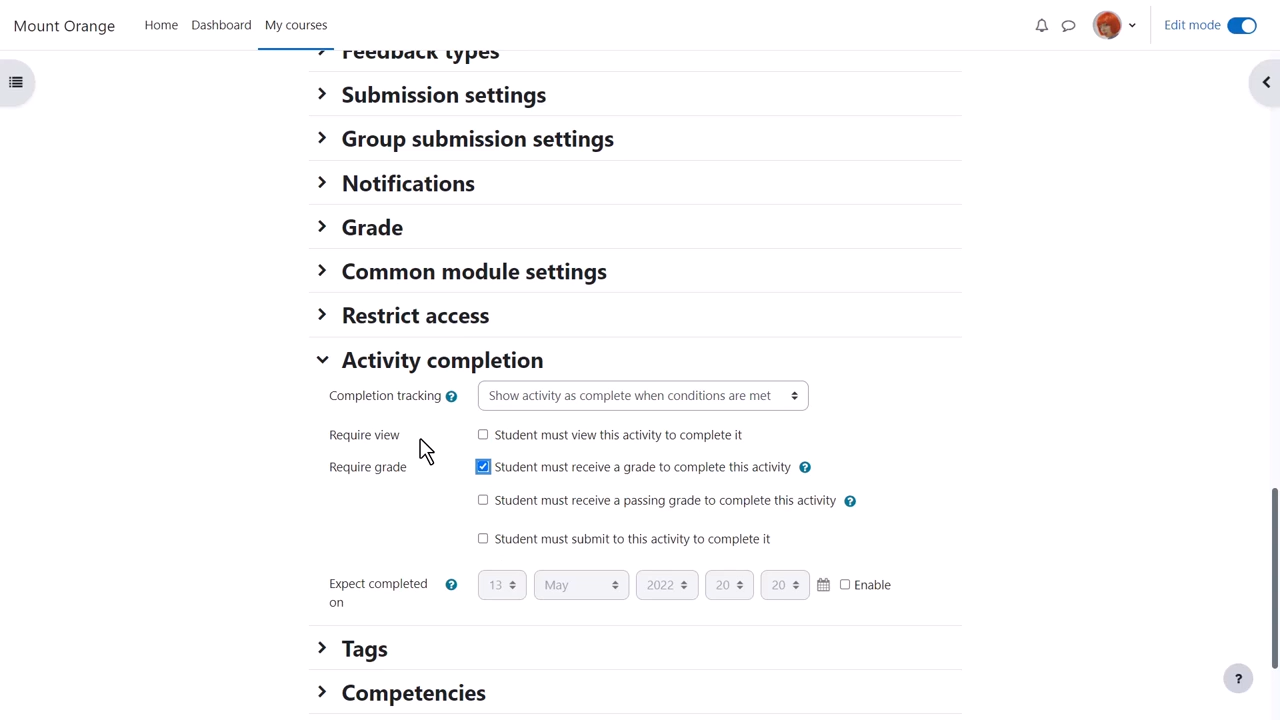 Mount Orange
Home Dashboard My courses
Edit mode
Feedback types
Submission settings
Group submission settings
Notifications
Grade
Common module settings
Restrict access
Activity completion
Completion tracking ? Show activity as complete when conditions are met
Require view Student must view this activity to complete it
Require grade Student must receive a grade to complete this activity ?
Student must receive a passing grade to complete this activity ?
Student must submit to this activity to complete it
Expect completed on ? 13 May 2022 20 20 Enable
Tags
Competencies
?